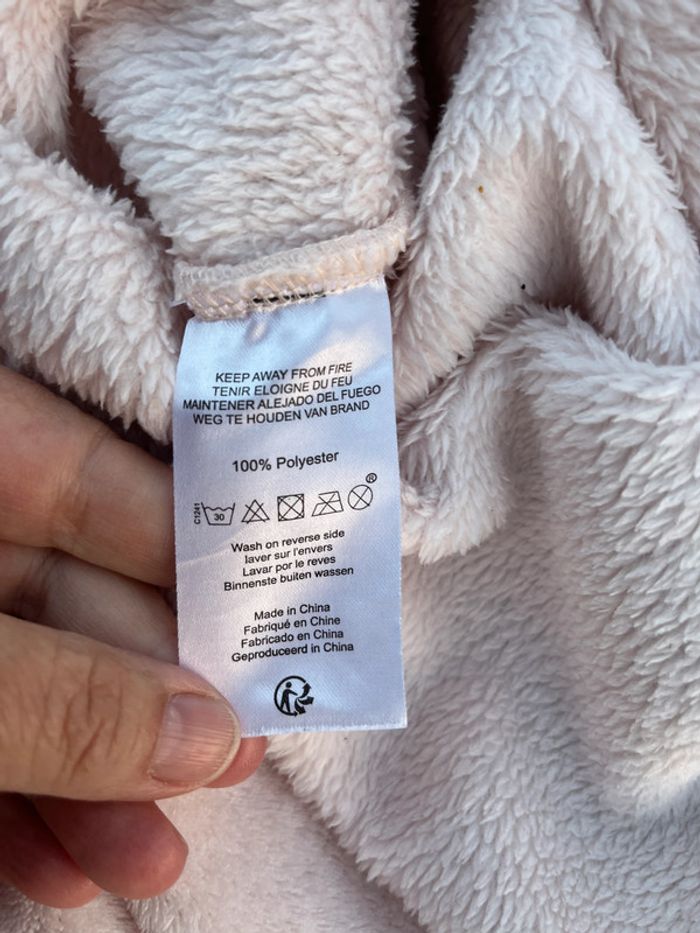 KEEP AWAY FROM FIRE
TENIR ELOIGNE DU FEU
MAINTENER ALEJADO DEL FUEGO
WEG TE HOUDEN VAN BRAND
100% Polyester
C1241 30 ®
Wash on reverse side
laver sur l'envers
Lavar por le reves
Binnenste buiten wassen
Made in China
Fabriqué en Chine
Fabricado en China
Geproduceerd in China